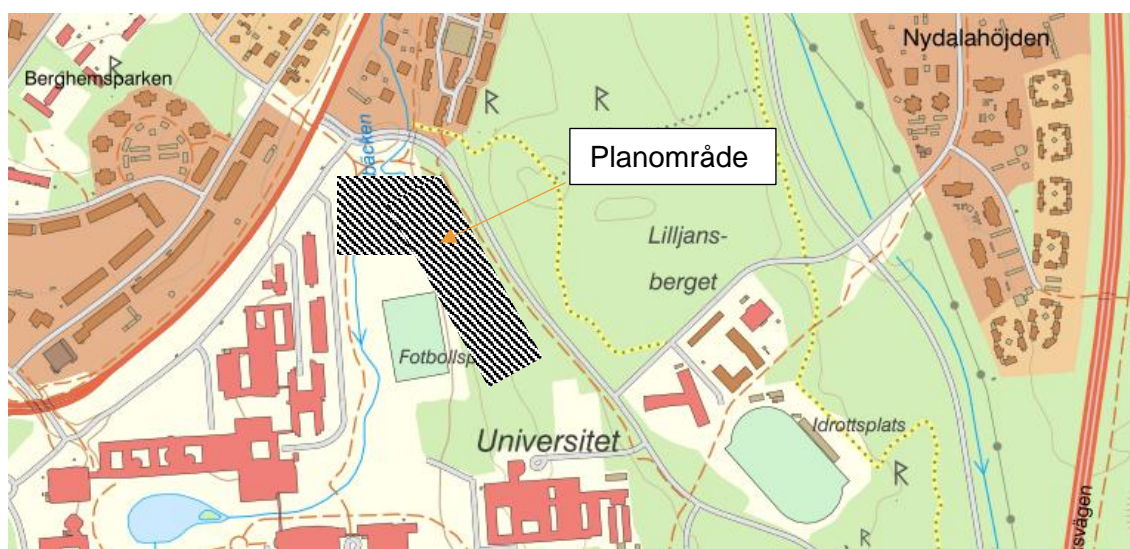 Nydalahöjden
Berghemsparken
bäcken
Planområde
Lilljans-
berget
Fotbollsp
Universitet
Idrottsplats
svägen
R
R
R
R
R